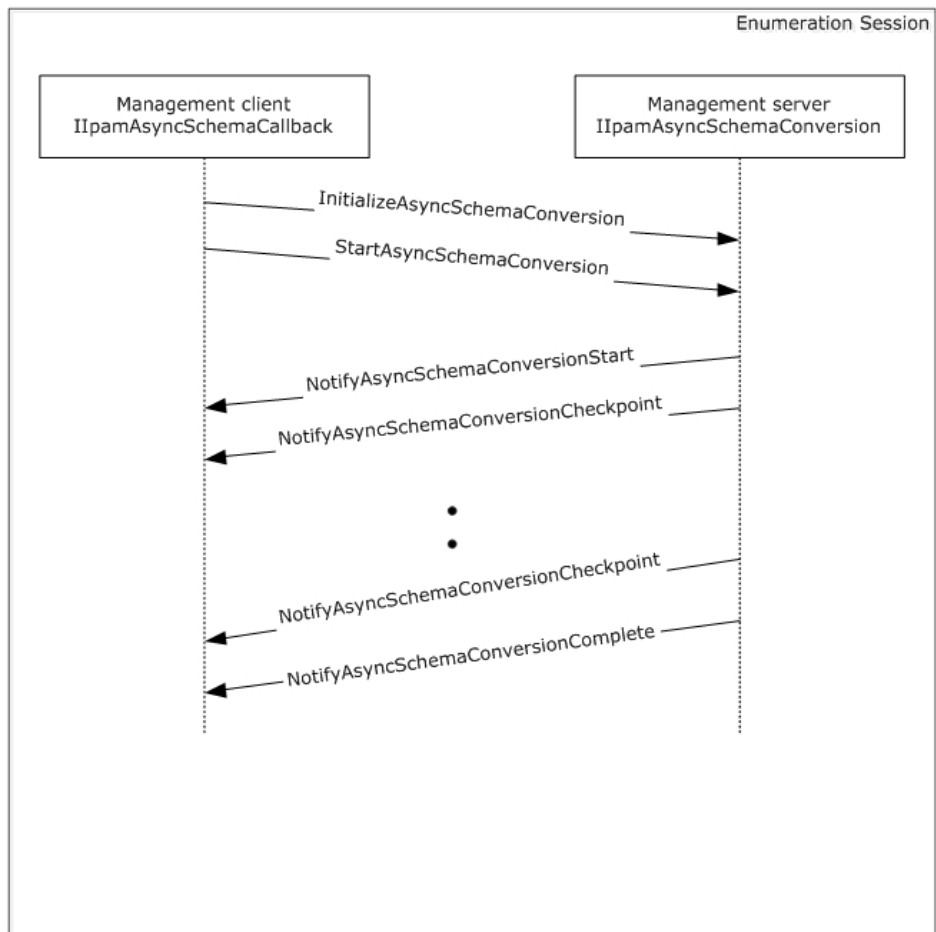 Enumeration Session
Management client
IIpamAsyncSchemaCallback
Management server
IIpamAsyncSchemaConversion
InitializeAsyncSchemaConversion
StartAsyncSchemaConversion
NotifyAsyncSchemaConversionStart
NotifyAsyncSchemaConversionCheckpoint
NotifyAsyncSchemaConversionCheckpoint
NotifyAsyncSchemaConversionComplete